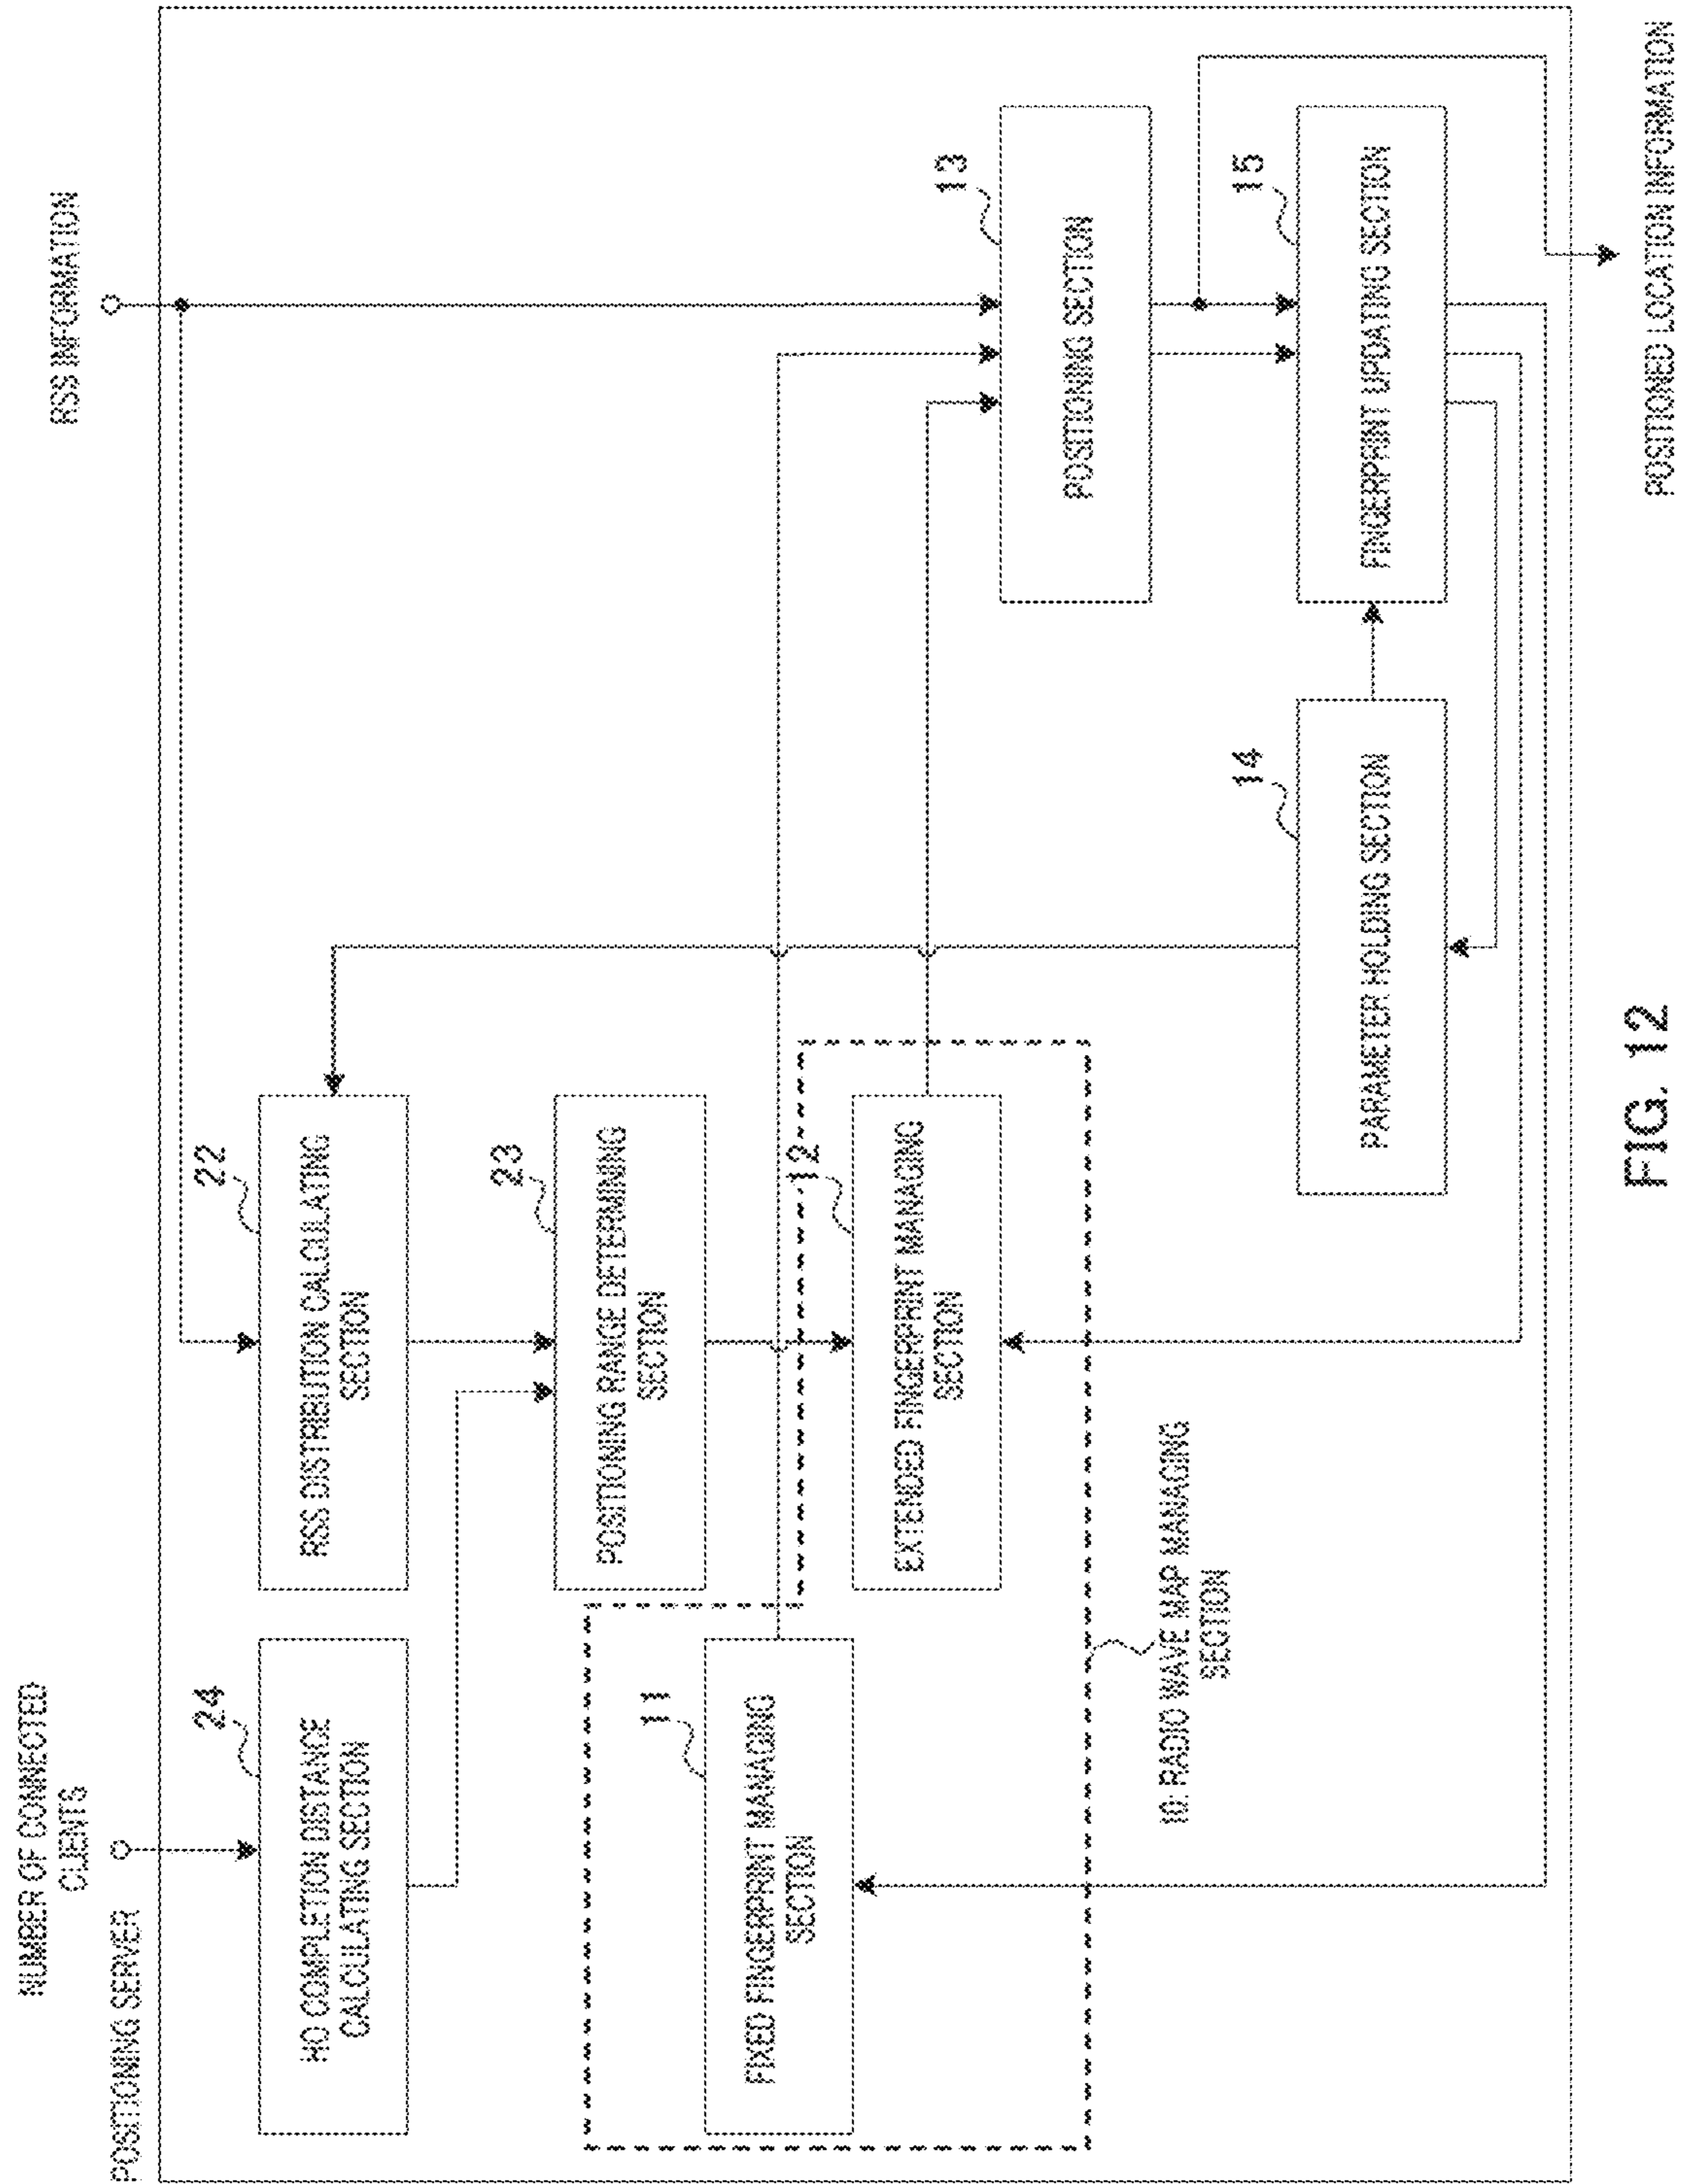 NUMBER OF CONNECTED
CLIENTS
RSS INFORMATION
POSITIONING SERVER
24
HO COMPLETION DISTANCE
CALCULATING SECTION
22
RSS DISTRIBUTION CALCULATING
SECTION
23
POSITIONING RANGE DETERMINING
SECTION
11
FIXED FINGERPRINT MANAGING
SECTION
12
EXTENDED FINGERPRINT MANAGING
SECTION
10: RADIO WAVE MAP MANAGING
SECTION
13
POSITIONING SECTION
14
PARAMETER HOLDING SECTION
15
FINGERPRINT UPDATING SECTION
POSITIONED LOCATION INFORMATION
FIG. 12